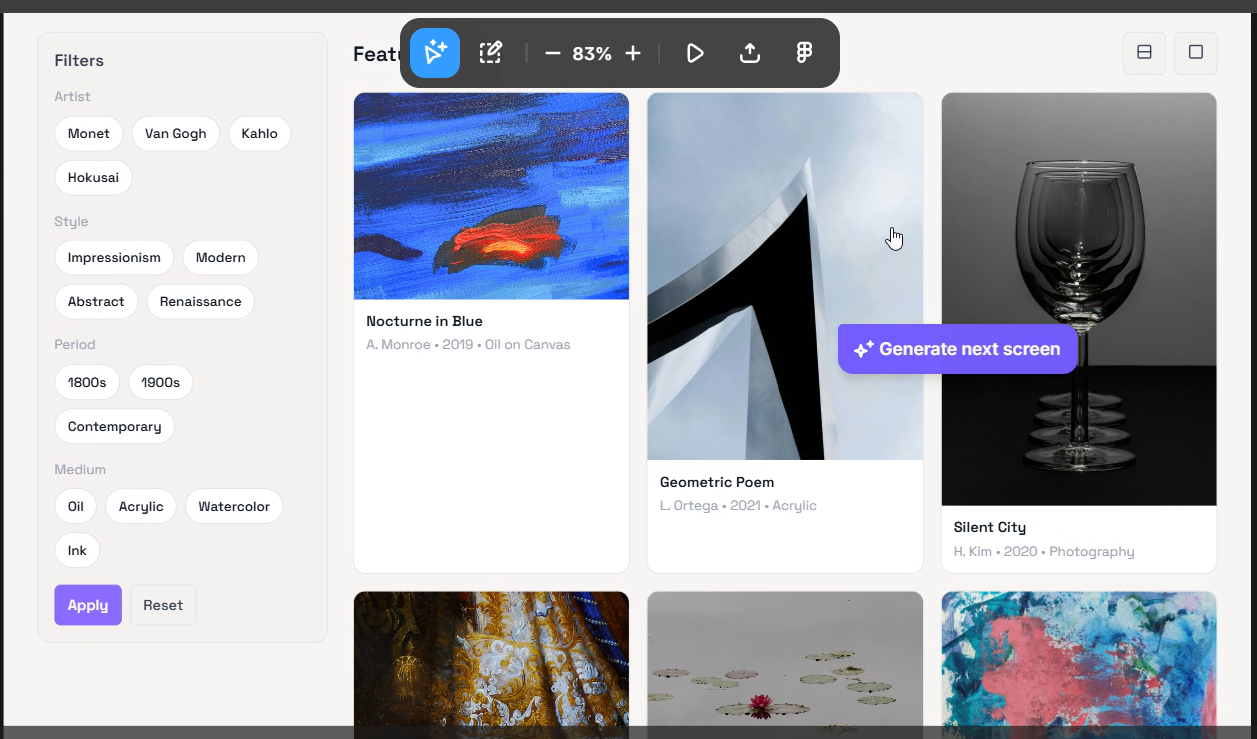 Filters
Artist
Monet Van Gogh Kahlo
Hokusai
Style
Impressionism Modern
Abstract Renaissance
Period
1800s 1900s
Contemporary
Medium
Oil Acrylic Watercolor
Ink
Apply Reset
83%
Nocturne in Blue
A. Monroe • 2019 • Oil on Canvas
Generate next screen
Geometric Poem
L. Ortega • 2021 • Acrylic
Silent City
H. Kim • 2020 • Photography